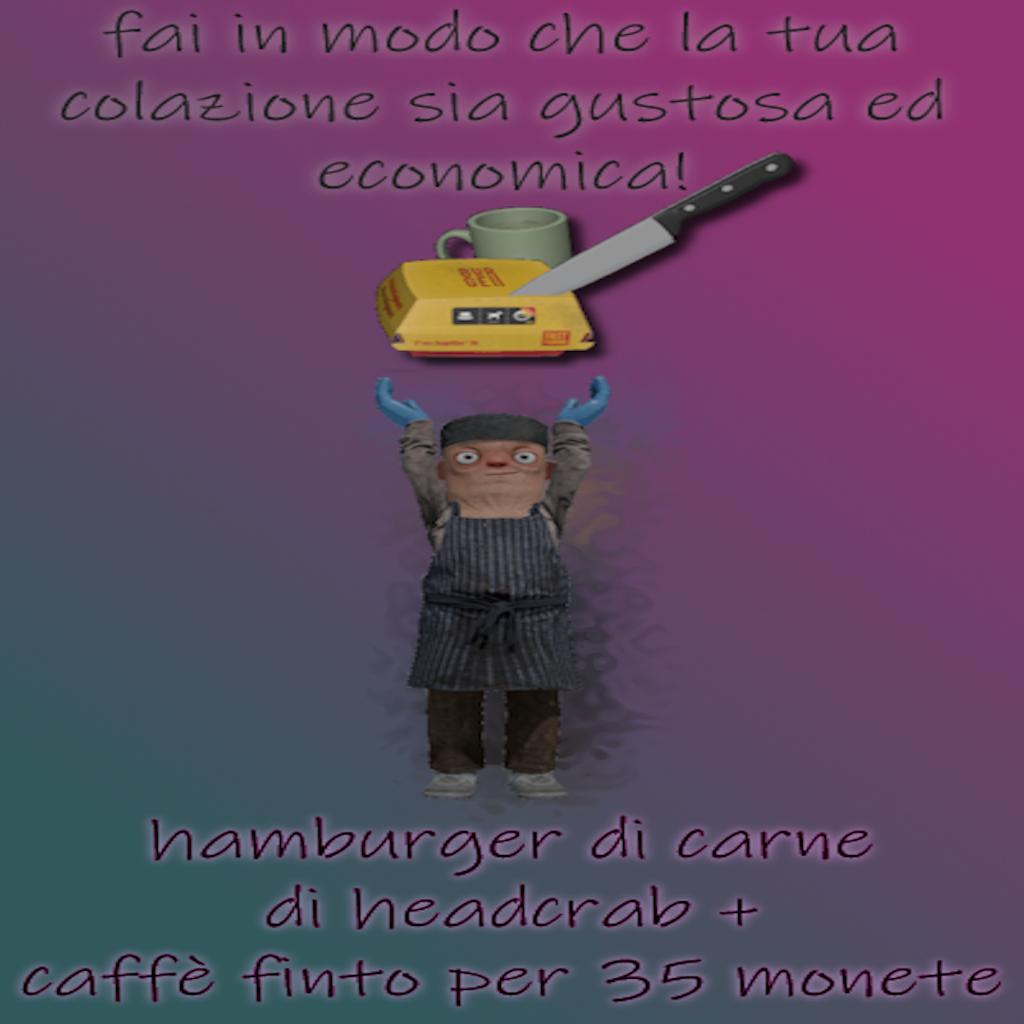 fai in modo che la tua
colazione sia gustosa ed
economica!
hamburger di carne
di headcrab +
caffè finto per 35 monete